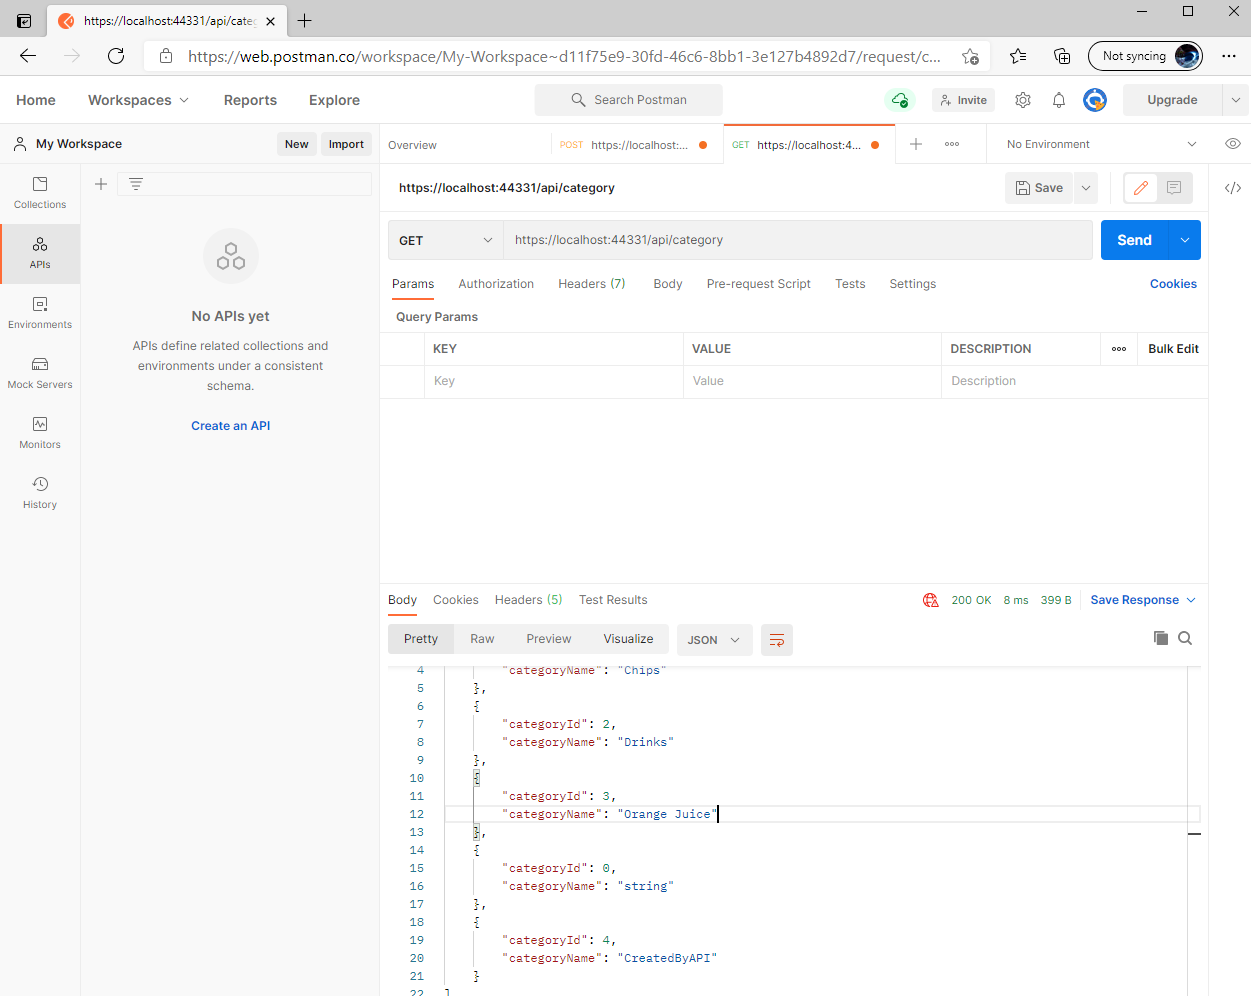 https://localhost:44331/api/cate
https://web.postman.co/workspace/My-Workspace~d11f75e9-30fd-46c6-8bb1-3e127b4892d7/request/c...
Not syncing
Home
Workspaces
Reports
Explore
Search Postman
Invite
Upgrade
My Workspace
New
Import
Overview
POST https://localhost:...
GET https://localhost:4...
No Environment
Collections
APIs
Environments
Mock Servers
Monitors
History
No APIs yet
APIs define related collections and
environments under a consistent
schema.
Create an API
https://localhost:44331/api/category
Save
GET
https://localhost:44331/api/category
Send
Params
Authorization
Headers (7)
Body
Pre-request Script
Tests
Settings
Cookies
Query Params
KEY
VALUE
DESCRIPTION
Bulk Edit
Key
Value
Description
Body
Cookies
Headers (5)
Test Results
200 OK
8 ms
399 B
Save Response
Pretty
Raw
Preview
Visualize
JSON
4 "categoryName": "Chips"
5 },
6 {
7 "categoryId": 2,
8 "categoryName": "Drinks"
9 },
10 {
11 "categoryId": 3,
12 "categoryName": "Orange Juice"
13 },
14 {
15 "categoryId": 0,
16 "categoryName": "string"
17 },
18 {
19 "categoryId": 4,
20 "categoryName": "CreatedByAPI"
21 }
22 ]